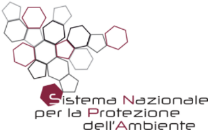 Sistema Nazionale
per la Protezione
dell'Ambiente